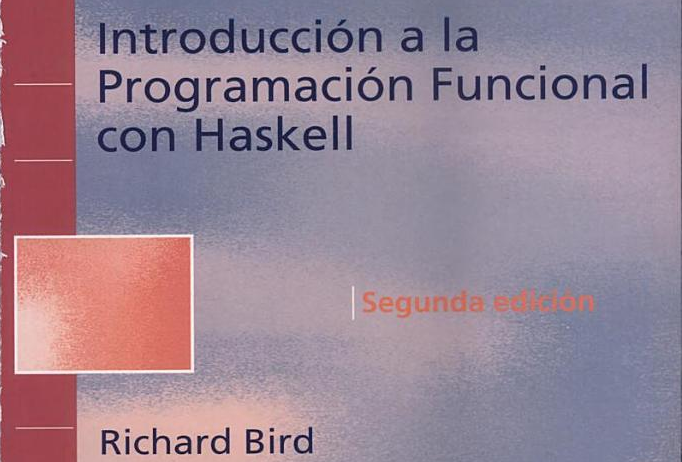 Introducción a la
Programación Funcional
con Haskell
Segunda edición
Richard Bird